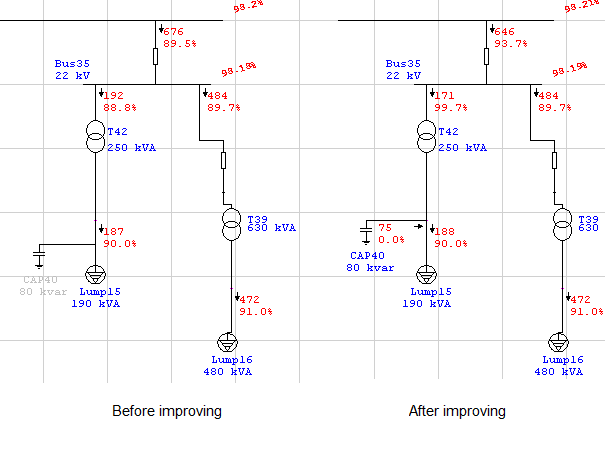 98.2%
676
89.5%
Bus35
22 kV
98.19%
192
88.8%
484
89.7%
T42
250 kVA
T39
630 kVA
187
90.0%
CAP40
80 kvar
Lump15
190 kVA
472
91.0%
Lump16
480 kVA
Before improving
98.21%
646
93.7%
Bus35
22 kV
98.19%
171
99.7%
484
89.7%
T42
250 kVA
T39
630
75
0.0%
188
90.0%
CAP40
80 kvar
Lump15
190 kVA
472
91.0%
Lump16
480 kVA
After improving